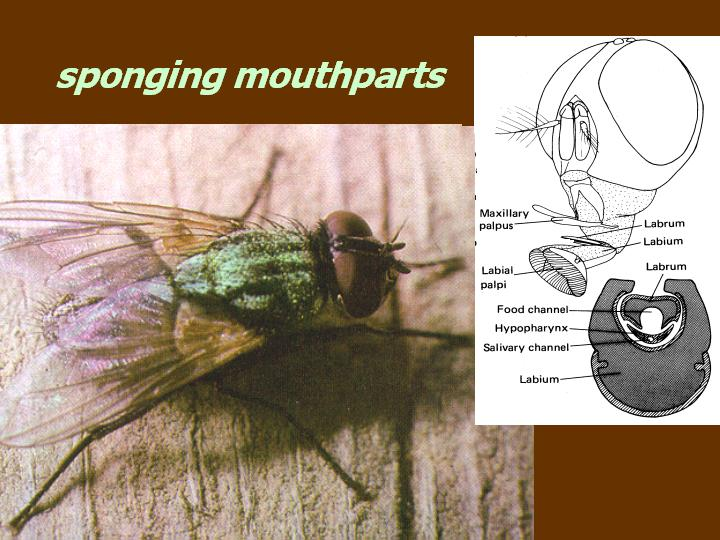 sponging mouthparts
Maxillary
palpus
Labrum
Labium
Labial
palpi
Labrum
Food channel
Hypopharynx
Salivary channel
Labium